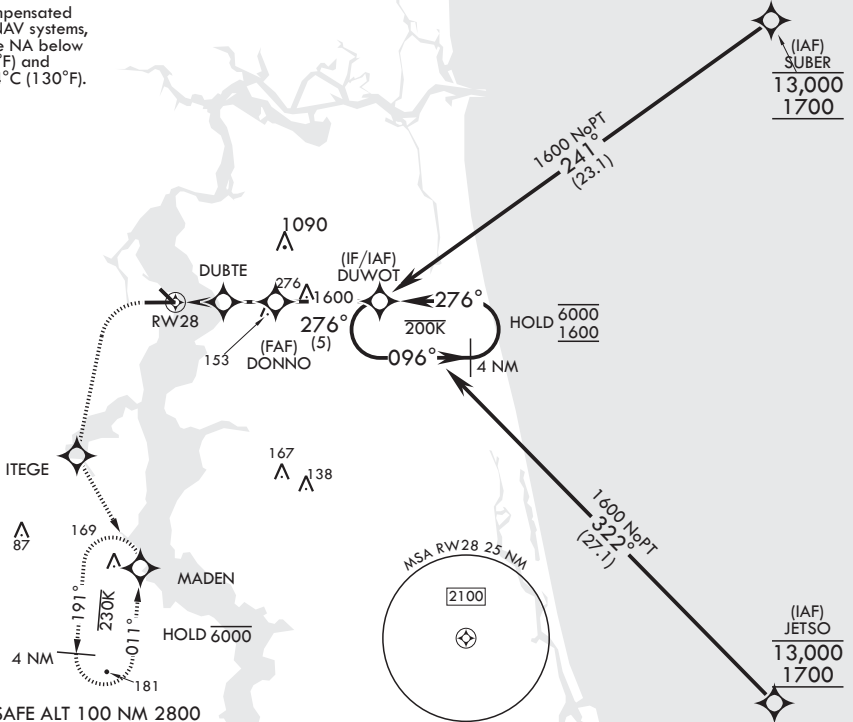 mpensated
NAV systems,
e NA below
°F) and
°C (130°F).
(IAF)
SUBER
13,000
1700
1600 NoPT
241°
(23.1)
1090
(IF/IAF)
DUWOT
DUBTE
276
1600
276°
RW28
276°
(5)
200K
HOLD 6000
1600
153
(FAF)
DONNO
096°
4 NM
167
138
ITEGE
87
169
1600 NoPT
322°
(27.1)
MSA RW28 25 NM
2100
MADEN
191°
230K
011°
HOLD 6000
4 NM
181
(IAF)
JETSO
13,000
1700
SAFE ALT 100 NM 2800